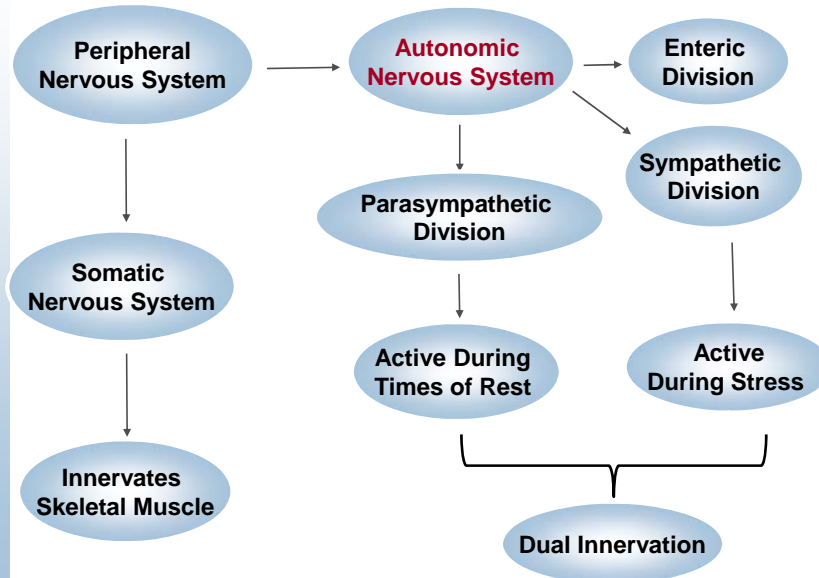 Peripheral
Nervous System
Autonomic
Nervous System
Enteric
Division
Sympathetic
Division
Parasympathetic
Division
Somatic
Nervous System
Active During
Times of Rest
Active
During Stress
Innervates
Skeletal Muscle
Dual Innervation